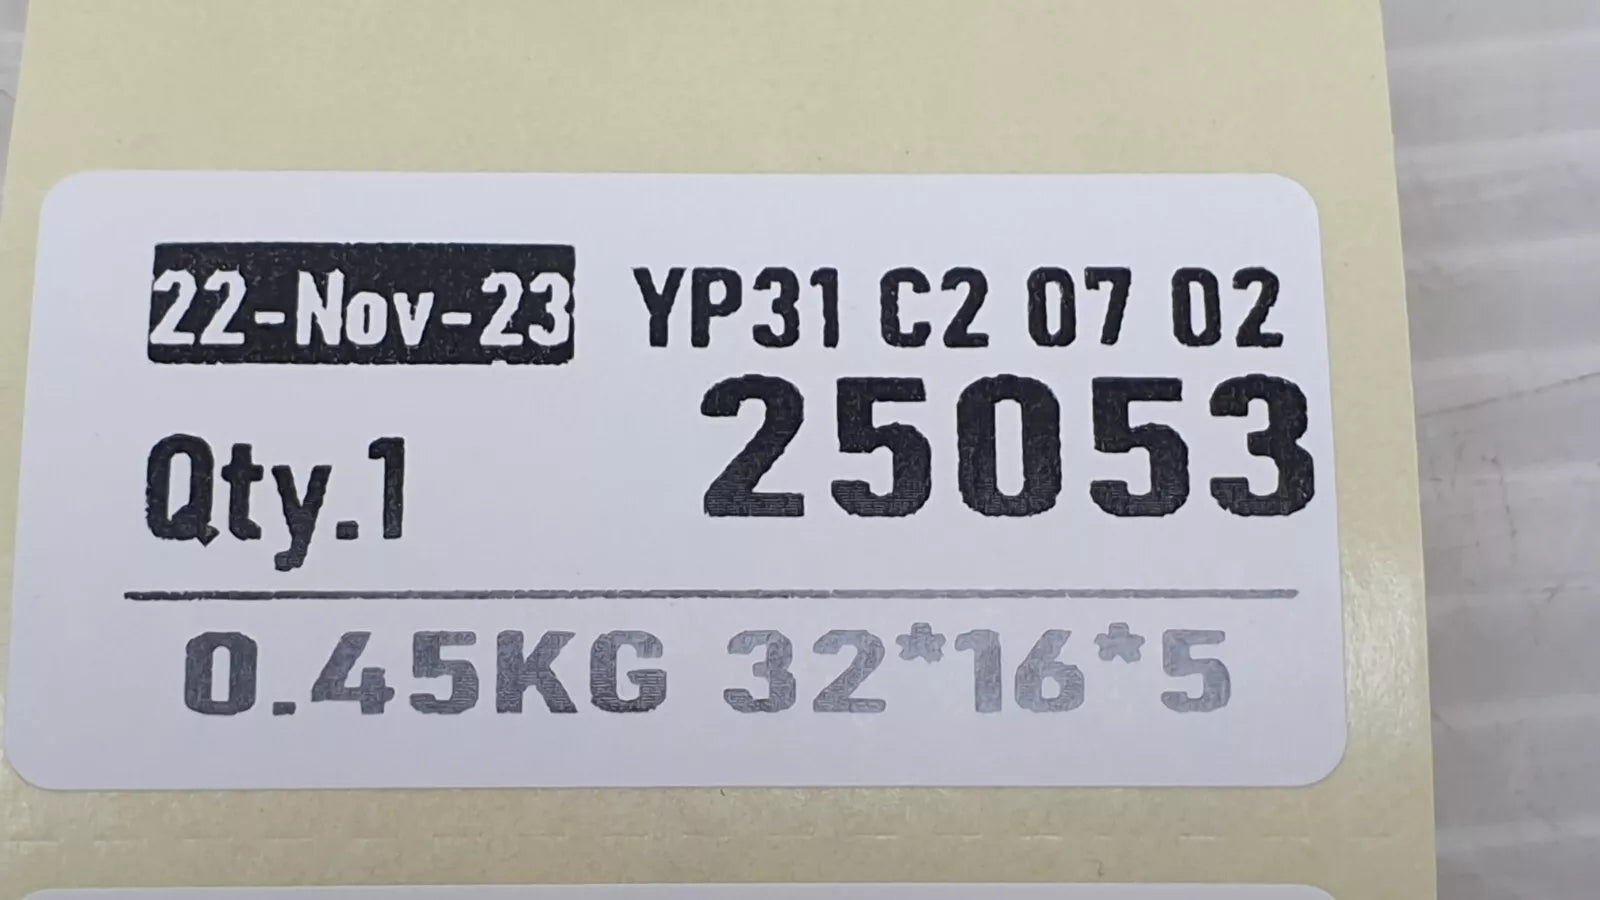 22-Nov-23 YP31 C2 07 02
25053
Qty.1
0.45KG 32*16*5